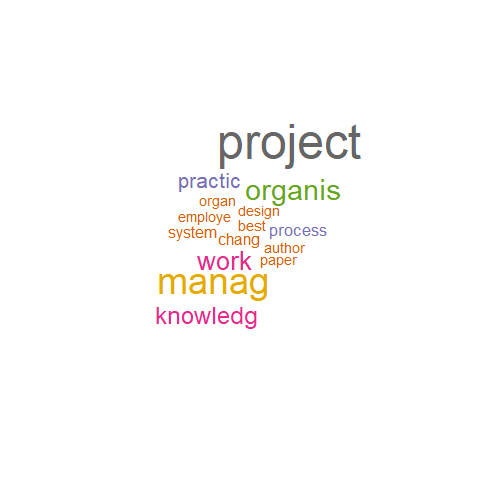 project
practic
organis
organ
design
employe
best
system
chang
process
author
work
paper
manag
knowledg